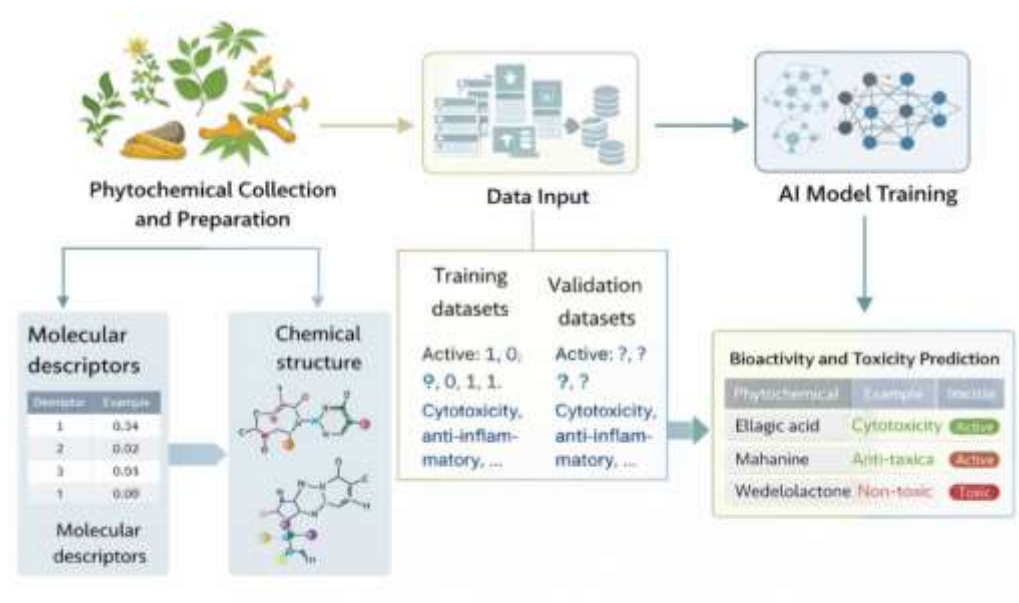 Phytochemical Collection
and Preparation
Data Input
AI Model Training
Molecular
descriptors
Example
1 0.34
2 0.02
3 0.93
1 0.00
Molecular
descriptors
Chemical
structure
Training
datasets
Active: 1, 0,
?, 0, 1, 1.
Cytotoxicity,
anti-inflam-
matory, ...
Validation
datasets
Active: ?, ?
?, ?
Cytotoxicity,
anti-inflam-
matory, ...
Bioactivity and Toxicity Prediction
Phytochemical Example
Ellagic acid Cytotoxicity Active
Mahanine Anti-taxica Active
Wedelolactone Non-toxic Toxic